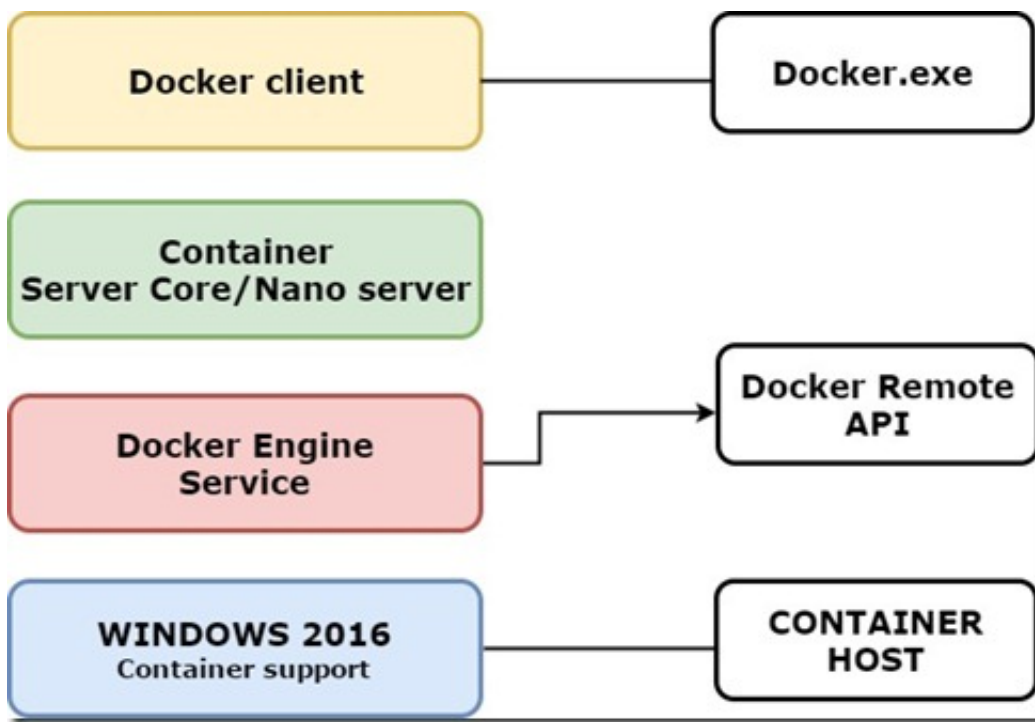 Docker client
Docker.exe
Container
Server Core/Nano server
Docker Remote
API
Docker Engine
Service
WINDOWS 2016
Container support
CONTAINER
HOST